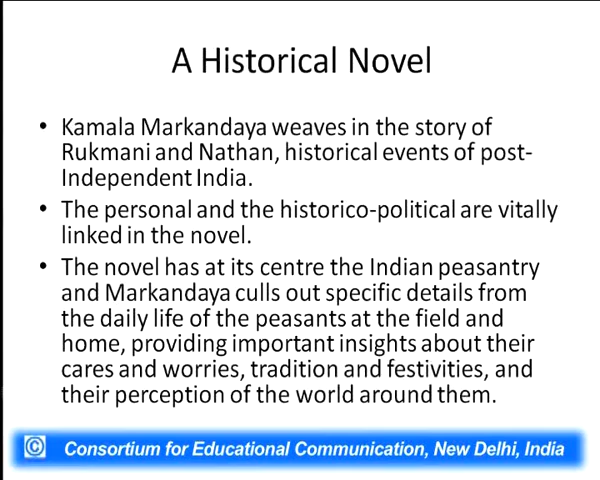 A Historical Novel
• Kamala Markandaya weaves in the story of
Rukmani and Nathan, historical events of post-
Independent India.
• The personal and the historico-political are vitally
linked in the novel.
• The novel has at its centre the Indian peasantry
and Markandaya culls out specific details from
the daily life of the peasants at the field and
home, providing important insights about their
cares and worries, tradition and festivities, and
their perception of the world around them.
© Consortium for Educational Communication, New Delhi, India